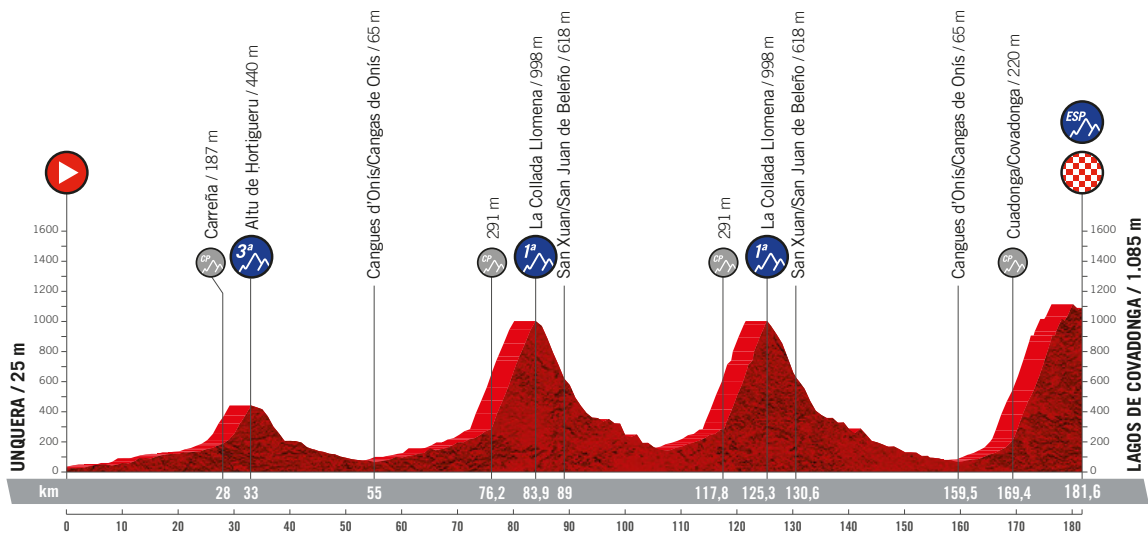 Carreña / 187 m
Altu de Hortigueru / 440 m
Cangues d'Onís/Cangas de Onís / 65 m
291 m
La Collada Llomena / 998 m
San Xuan/San Juan de Beleño / 618 m
291 m
La Collada Llomena / 998 m
San Xuan/San Juan de Beleño / 618 m
Cangues d'Onís/Cangas de Onís / 65 m
Cuadonga/Covadonga / 220 m
ESP
CP
3ª
CP
1ª
CP
1ª
CP
UNQUERA / 25 m
LAGOS DE COVADONGA / 1.085 m
1600 1600
1400 1400
1200 1200
1000 1000
800 800
600 600
400 400
200 200
0 0
km 28 33 55 76,2 83,9 89 117,8 125,3 130,6 159,5 169,4 181,6
0 10 20 30 40 50 60 70 80 90 100 110 120 130 140 150 160 170 180